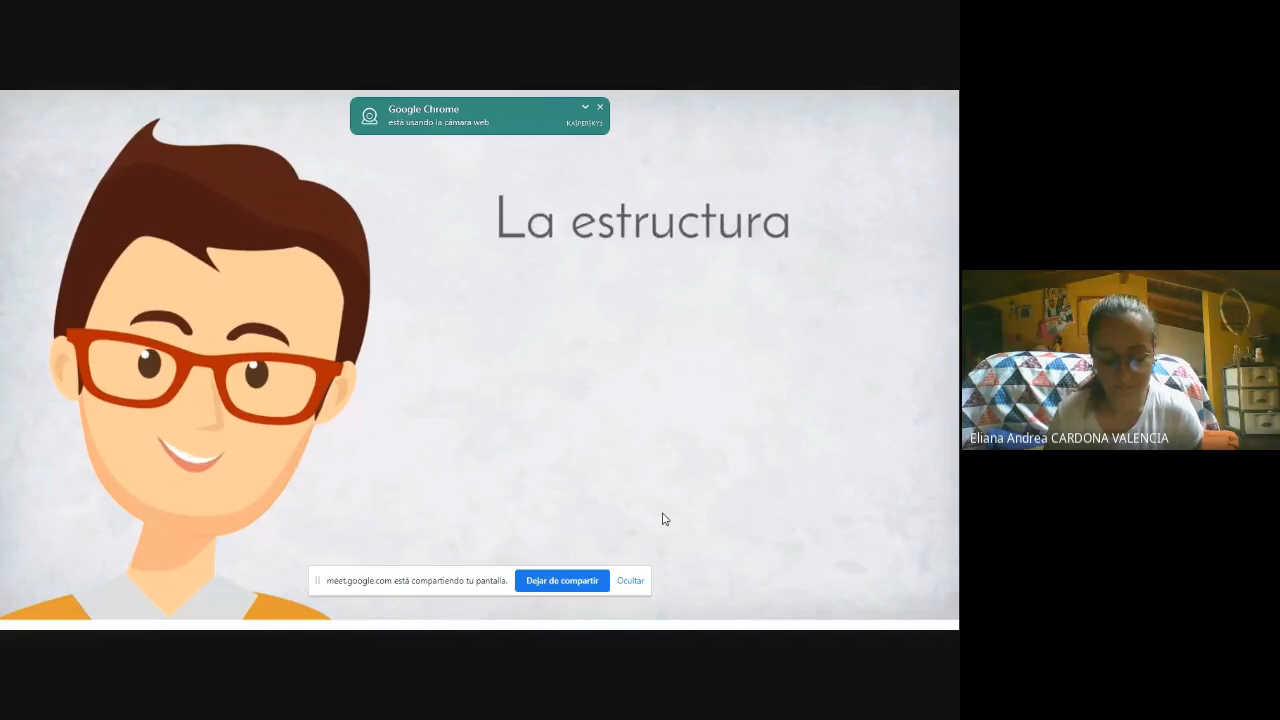 Google Chrome
está usando la cámara web
KASPERSKY
La estructura
Eliana Andrea CARDONA VALENCIA
meet.google.com está compartiendo tu pantalla.
Dejar de compartir
Ocultar